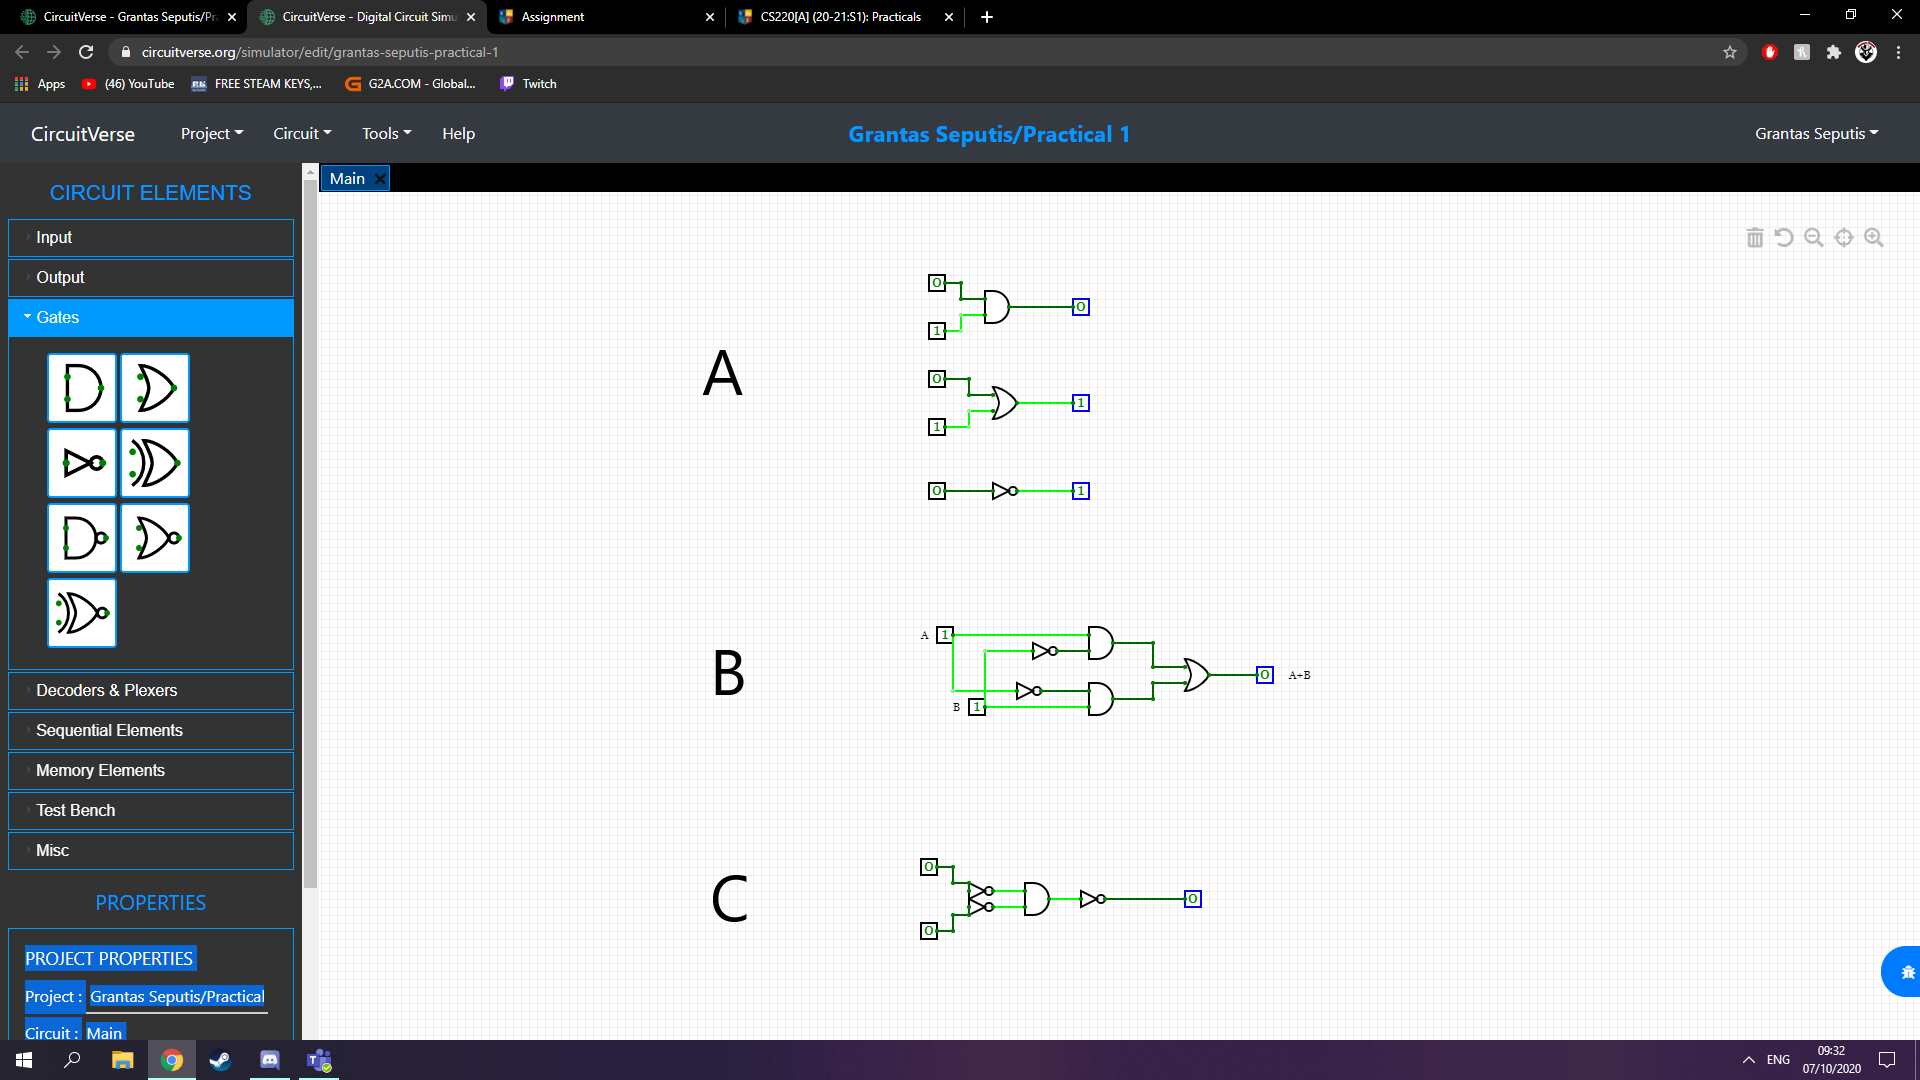 CircuitVerse - Grantas Seputis/Pr
CircuitVerse - Digital Circuit Simu
Assignment
CS220[A] (20-21:S1): Practicals
circuitverse.org/simulator/edit/grantas-seputis-practical-1
Apps
(46) YouTube
FREE STEAM KEYS,...
G2A.COM - Global...
Twitch
CircuitVerse
Project
Circuit
Tools
Help
Grantas Seputis/Practical 1
Grantas Seputis
Main
CIRCUIT ELEMENTS
Input
Output
Gates
Decoders & Plexers
Sequential Elements
Memory Elements
Test Bench
Misc
PROPERTIES
PROJECT PROPERTIES
Project : Grantas Seputis/Practical
Circuit : Main
A
0
1
0
0
1
1
0
1
B
A 1
B 1
0 A+B
C
0
0
0
ENG
09:32
07/10/2020